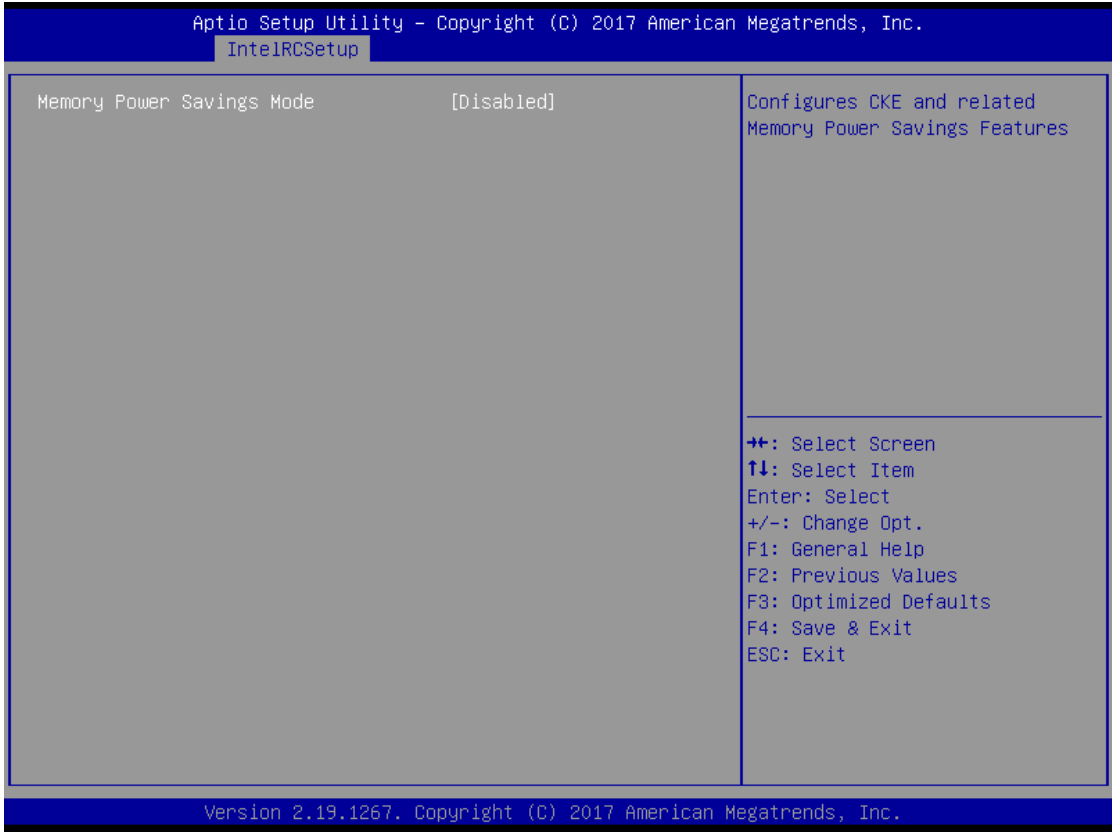 Aptio Setup Utility – Copyright (C) 2017 American Megatrends, Inc.
IntelRCSetup
Memory Power Savings Mode [Disabled]
Configures CKE and related
Memory Power Savings Features
→←: Select Screen
↑↓: Select Item
Enter: Select
+/-: Change Opt.
F1: General Help
F2: Previous Values
F3: Optimized Defaults
F4: Save & Exit
ESC: Exit
Version 2.19.1267. Copyright (C) 2017 American Megatrends, Inc.